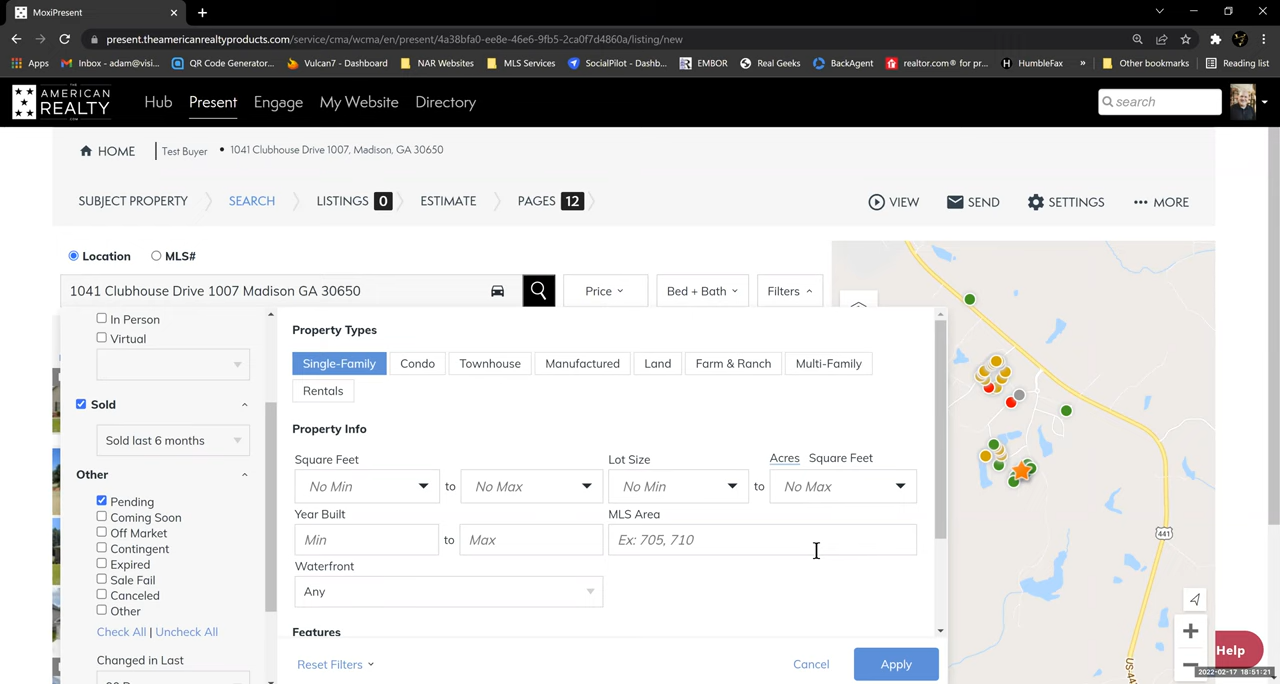 MoxiPresent
present.theamericanrealtyproducts.com/service/cma/wcma/en/present/4a38bfa0-ee8e-46e6-9fb5-2ca0f7d4860a/listing/new
Apps Inbox - adam@visi... QR Code Generator... Vulcan7 - Dashboard NAR Websites MLS Services SocialPilot - Dashb... EMBOR Real Geeks BackAgent realtor.com® for pr... HumbleFax » Other bookmarks Reading list
THE
AMERICAN
REALTY
.COM
Hub Present Engage My Website Directory search
HOME Test Buyer • 1041 Clubhouse Drive 1007, Madison, GA 30650
SUBJECT PROPERTY SEARCH LISTINGS 0 ESTIMATE PAGES 12 VIEW SEND SETTINGS ••• MORE
Location MLS#
1041 Clubhouse Drive 1007 Madison GA 30650 Price Bed + Bath Filters
In Person
Virtual
Sold
Sold last 6 months
Other
Pending
Coming Soon
Off Market
Contingent
Expired
Sale Fail
Canceled
Other
Check All | Uncheck All
Changed in Last
Property Types
Single-Family Condo Townhouse Manufactured Land Farm & Ranch Multi-Family
Rentals
Property Info
Square Feet Lot Size Acres Square Feet
No Min to No Max No Min to No Max
Year Built MLS Area
Min to Max Ex: 705, 710
Waterfront
Any
Features
Reset Filters Cancel Apply
441
US-44
+
Help
2022-02-17 18:51:21